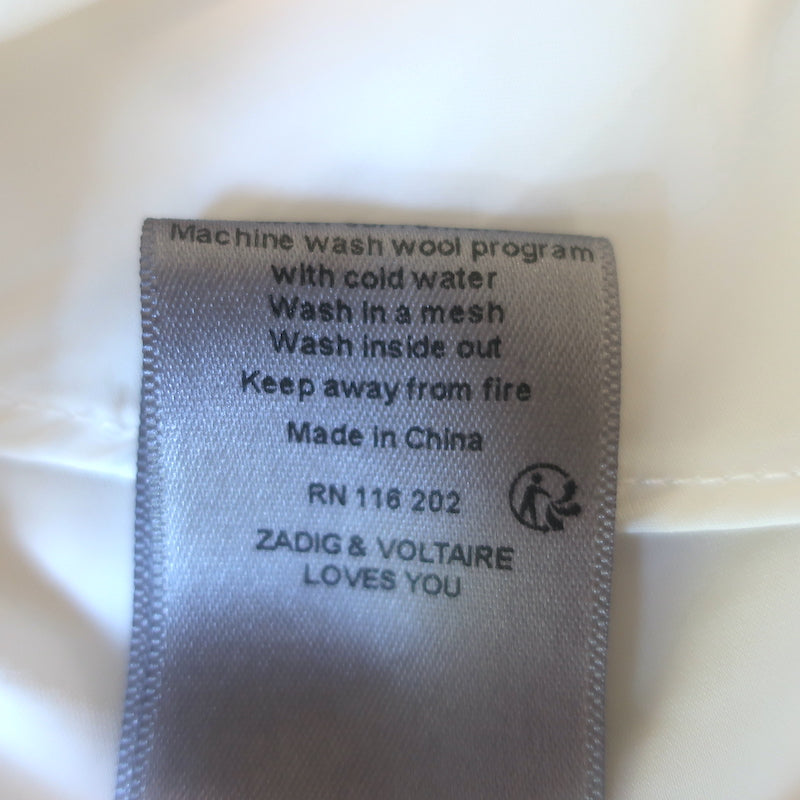 Machine wash wool program
with cold water
Wash in a mesh
Wash inside out
Keep away from fire
Made in China
RN 116 202
ZADIG & VOLTAIRE
LOVES YOU